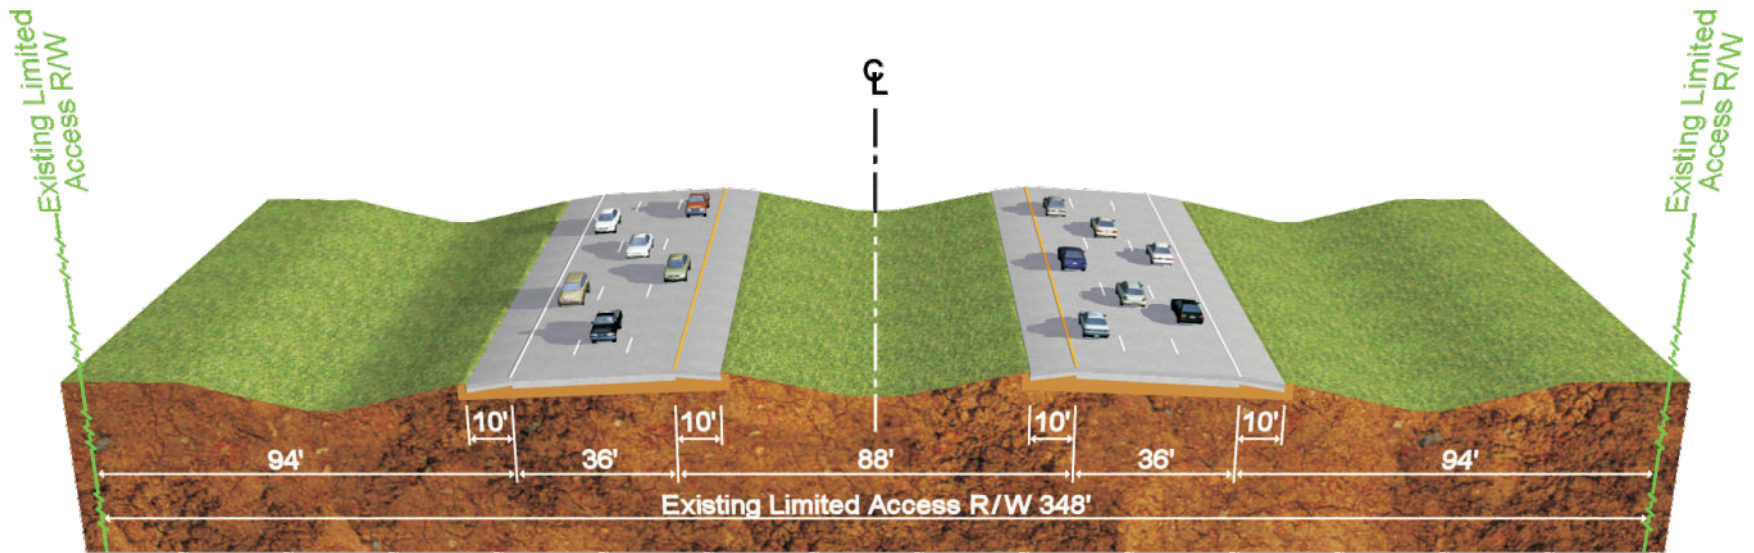 Existing Limited
Access R/W
℄
Existing Limited
Access R/W
10' 10' 10' 10'
94' 36' 88' 36' 94'
Existing Limited Access R/W 348'